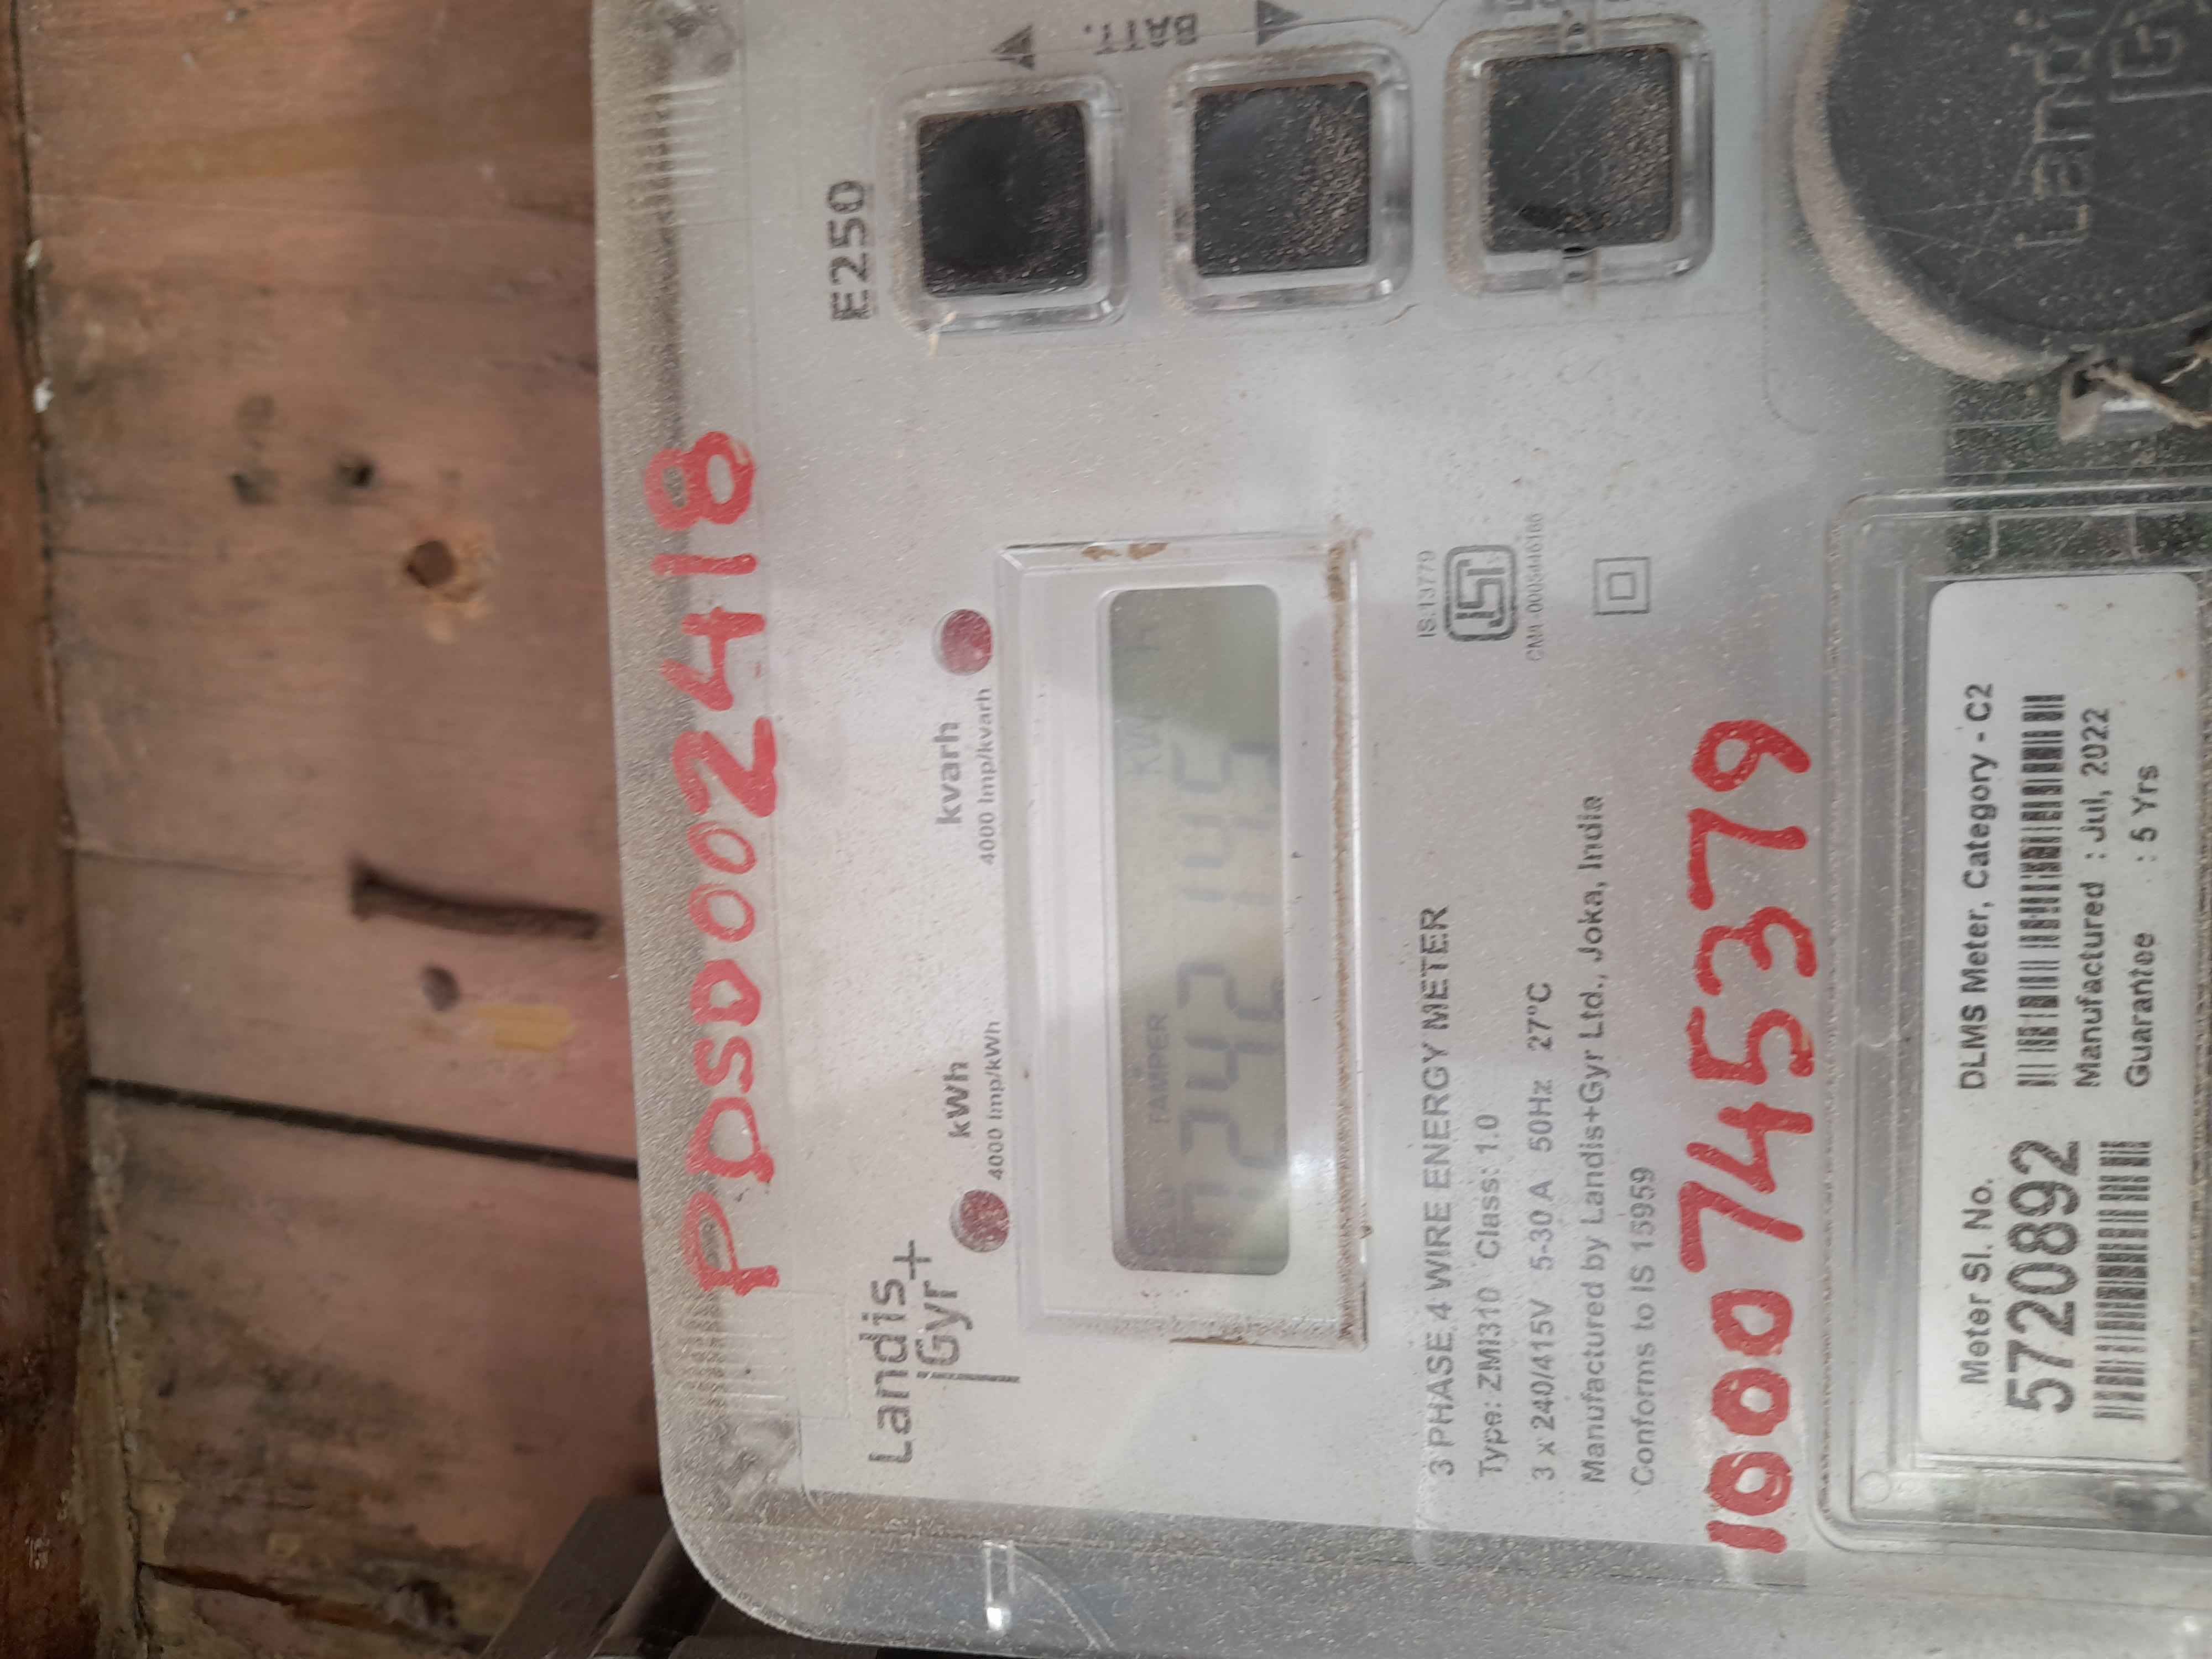 PDSD002418
E250
Landis
Gyr+
kWh
4000 Imp/kWh
kvarh
4000 Imp/kvarh
TAMPER
3 PHASE 4 WIRE ENERGY METER
Type: ZMI310 Class: 1.0
3 x 240/415V 5-30 A 50Hz 27°C
Manufactured by Landis+Gyr Ltd., Joka, India
Conforms to IS 15959
IS:13779
ISI
100745379
Meter Sl. No.
5720892
DLMS Meter, Category - C2
Manufactured : Jul, 2022
Guarantee : 5 Yrs